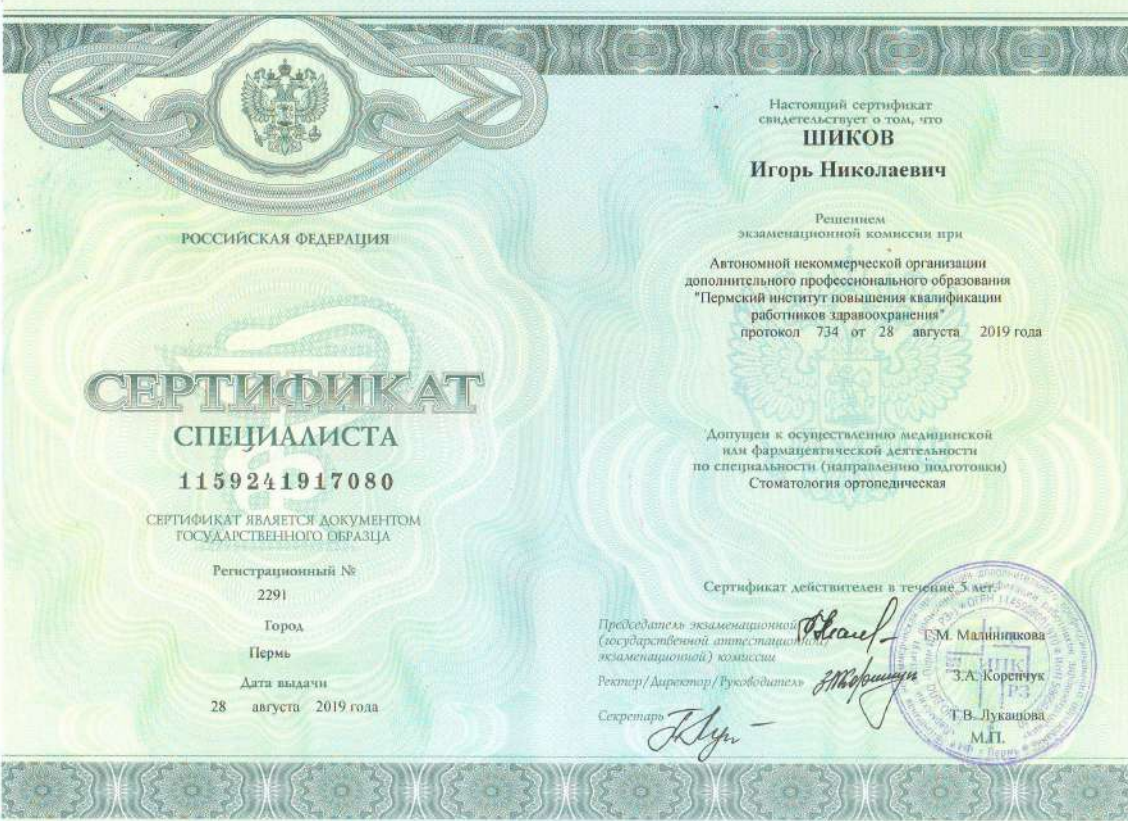 РОССИЙСКАЯ ФЕДЕРАЦИЯ
СЕРТИФИКАТ
СПЕЦИАЛИСТА
1159241917080
СЕРТИФИКАТ ЯВЛЯЕТСЯ ДОКУМЕНТОМ
ГОСУДАРСТВЕННОГО ОБРАЗЦА
Регистрационный №
2291
Город
Пермь
Дата выдачи
28 августа 2019 года
Настоящий сертификат
свидетельствует о том, что
ШИКОВ
Игорь Николаевич
Решением
экзаменационной комиссии при
Автономной некоммерческой организации
дополнительного профессионального образования
"Пермский институт повышения квалификации
работников здравоохранения"
протокол 734 от 28 августа 2019 года
Допущен к осуществлению медицинской
или фармацевтической деятельности
по специальности (направлению подготовки)
Стоматология ортопедическая
Сертификат действителен в течение 5 лет.
Председатель экзаменационной
(государственной аттестационной,
экзаменационной) комиссии
Г.М. Малинникова
Ректор/Директор/Руководитель
З.А. Коренчук
Секретарь
Т.В. Лукашова
М.П.
ИПК
РЗ